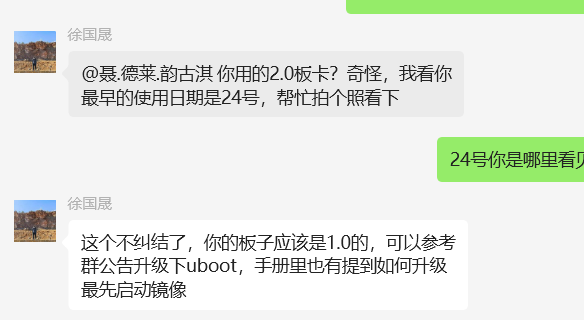 徐国晟
@聂.德莱.韵古淇 你用的2.0板卡？奇怪，我看你
最早的使用日期是24号，帮忙拍个照看下
24号你是哪里看
徐国晟
这个不纠结了，你的板子应该是1.0的，可以参考
群公告升级下uboot，手册里也有提到如何升级
最先启动镜像